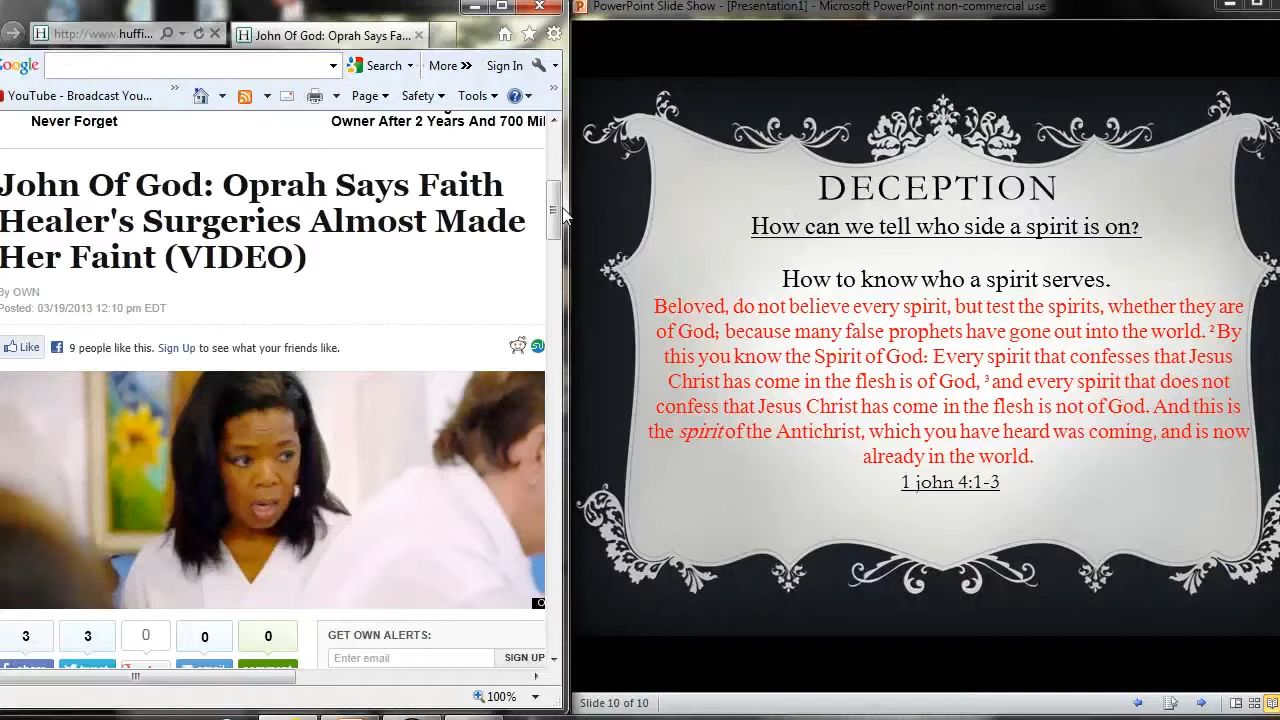 http://www.huffi...
John Of God: Oprah Says Fa...
Google
Search
More »
Sign In
YouTube - Broadcast You...
Page
Safety
Tools
Never Forget
Owner After 2 Years And 700 Mil
John Of God: Oprah Says Faith
Healer's Surgeries Almost Made
Her Faint (VIDEO)
By OWN
Posted: 03/19/2013 12:10 pm EDT
Like
9 people like this. Sign Up to see what your friends like.
3
3
0
0
0
share
tweet
email
comment
GET OWN ALERTS:
Enter email
SIGN UP
100%
PowerPoint Slide Show - [Presentation1] - Microsoft PowerPoint non-commercial use
DECEPTION
How can we tell who side a spirit is on?
How to know who a spirit serves.
Beloved, do not believe every spirit, but test the spirits, whether they are
of God; because many false prophets have gone out into the world. ² By
this you know the Spirit of God: Every spirit that confesses that Jesus
Christ has come in the flesh is of God, ³ and every spirit that does not
confess that Jesus Christ has come in the flesh is not of God. And this is
the spirit of the Antichrist, which you have heard was coming, and is now
already in the world.
1 john 4:1-3
Slide 10 of 10